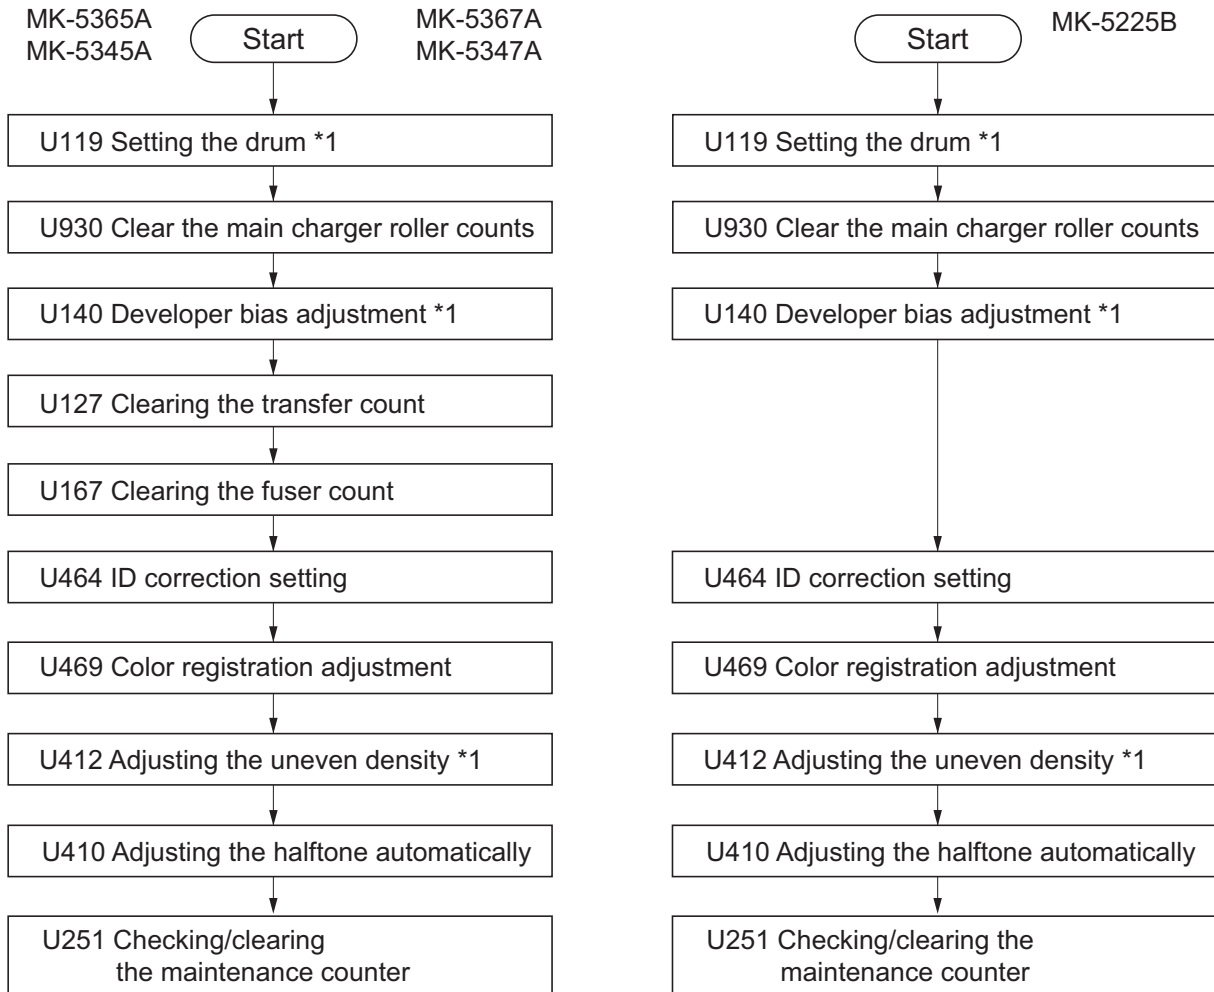 MK-5365A
MK-5345A
Start
MK-5367A
MK-5347A
U119 Setting the drum *1
U930 Clear the main charger roller counts
U140 Developer bias adjustment *1
U127 Clearing the transfer count
U167 Clearing the fuser count
U464 ID correction setting
U469 Color registration adjustment
U412 Adjusting the uneven density *1
U410 Adjusting the halftone automatically
U251 Checking/clearing
the maintenance counter
Start
MK-5225B
U119 Setting the drum *1
U930 Clear the main charger roller counts
U140 Developer bias adjustment *1
U464 ID correction setting
U469 Color registration adjustment
U412 Adjusting the uneven density *1
U410 Adjusting the halftone automatically
U251 Checking/clearing the
maintenance counter